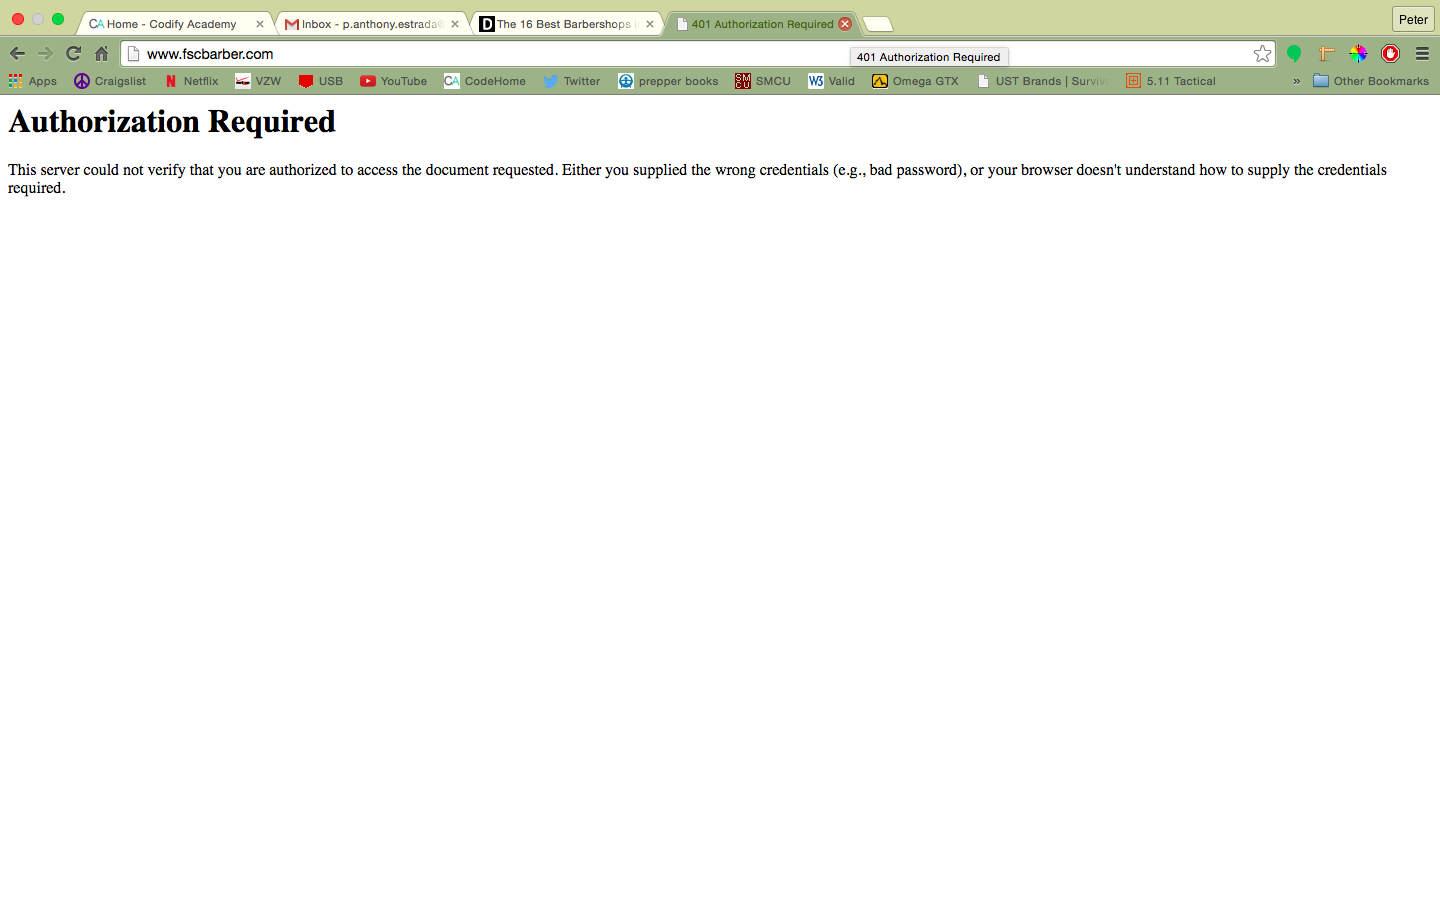 CA Home - Codify Academy
Inbox - p.anthony.estrada
D The 16 Best Barbershops
401 Authorization Required
Peter
www.fscbarber.com
401 Authorization Required
Apps Craigslist Netflix VZW USB YouTube CA CodeHome Twitter prepper books SMCU SMCU W3 Valid Omega GTX UST Brands | Surviv 5.11 Tactical » Other Bookmarks
Authorization Required
This server could not verify that you are authorized to access the document requested. Either you supplied the wrong credentials (e.g., bad password), or your browser doesn't understand how to supply the credentials
required.